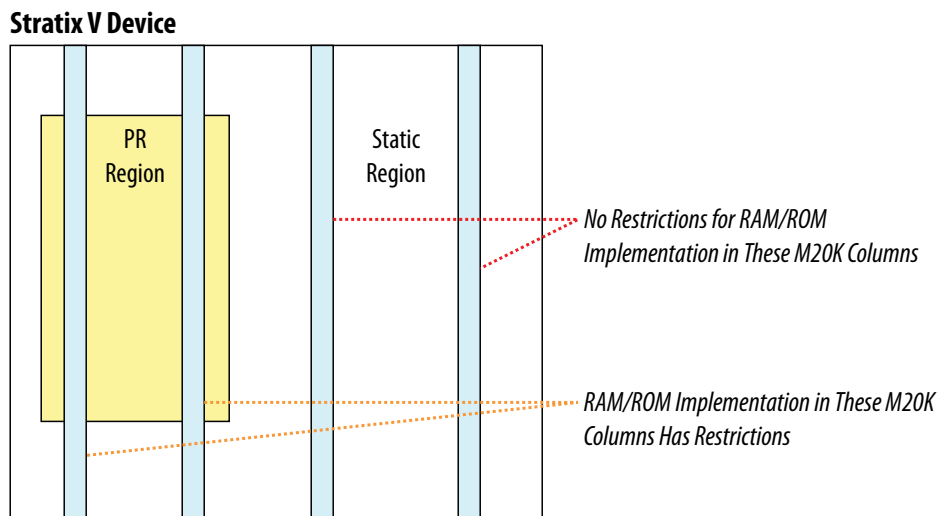 Stratix V Device
PR
Region
Static
Region
No Restrictions for RAM/ROM
Implementation in These M20K Columns
RAM/ROM Implementation in These M20K
Columns Has Restrictions